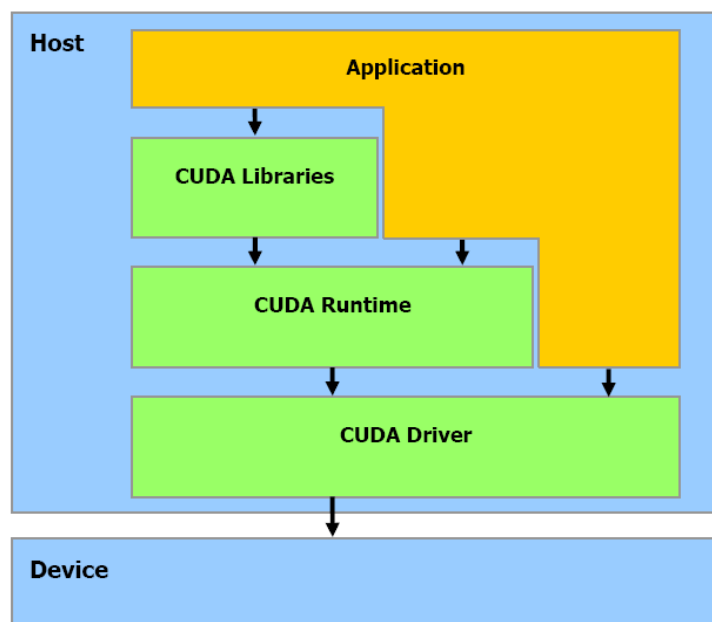 Host
Application
CUDA Libraries
CUDA Runtime
CUDA Driver
Device